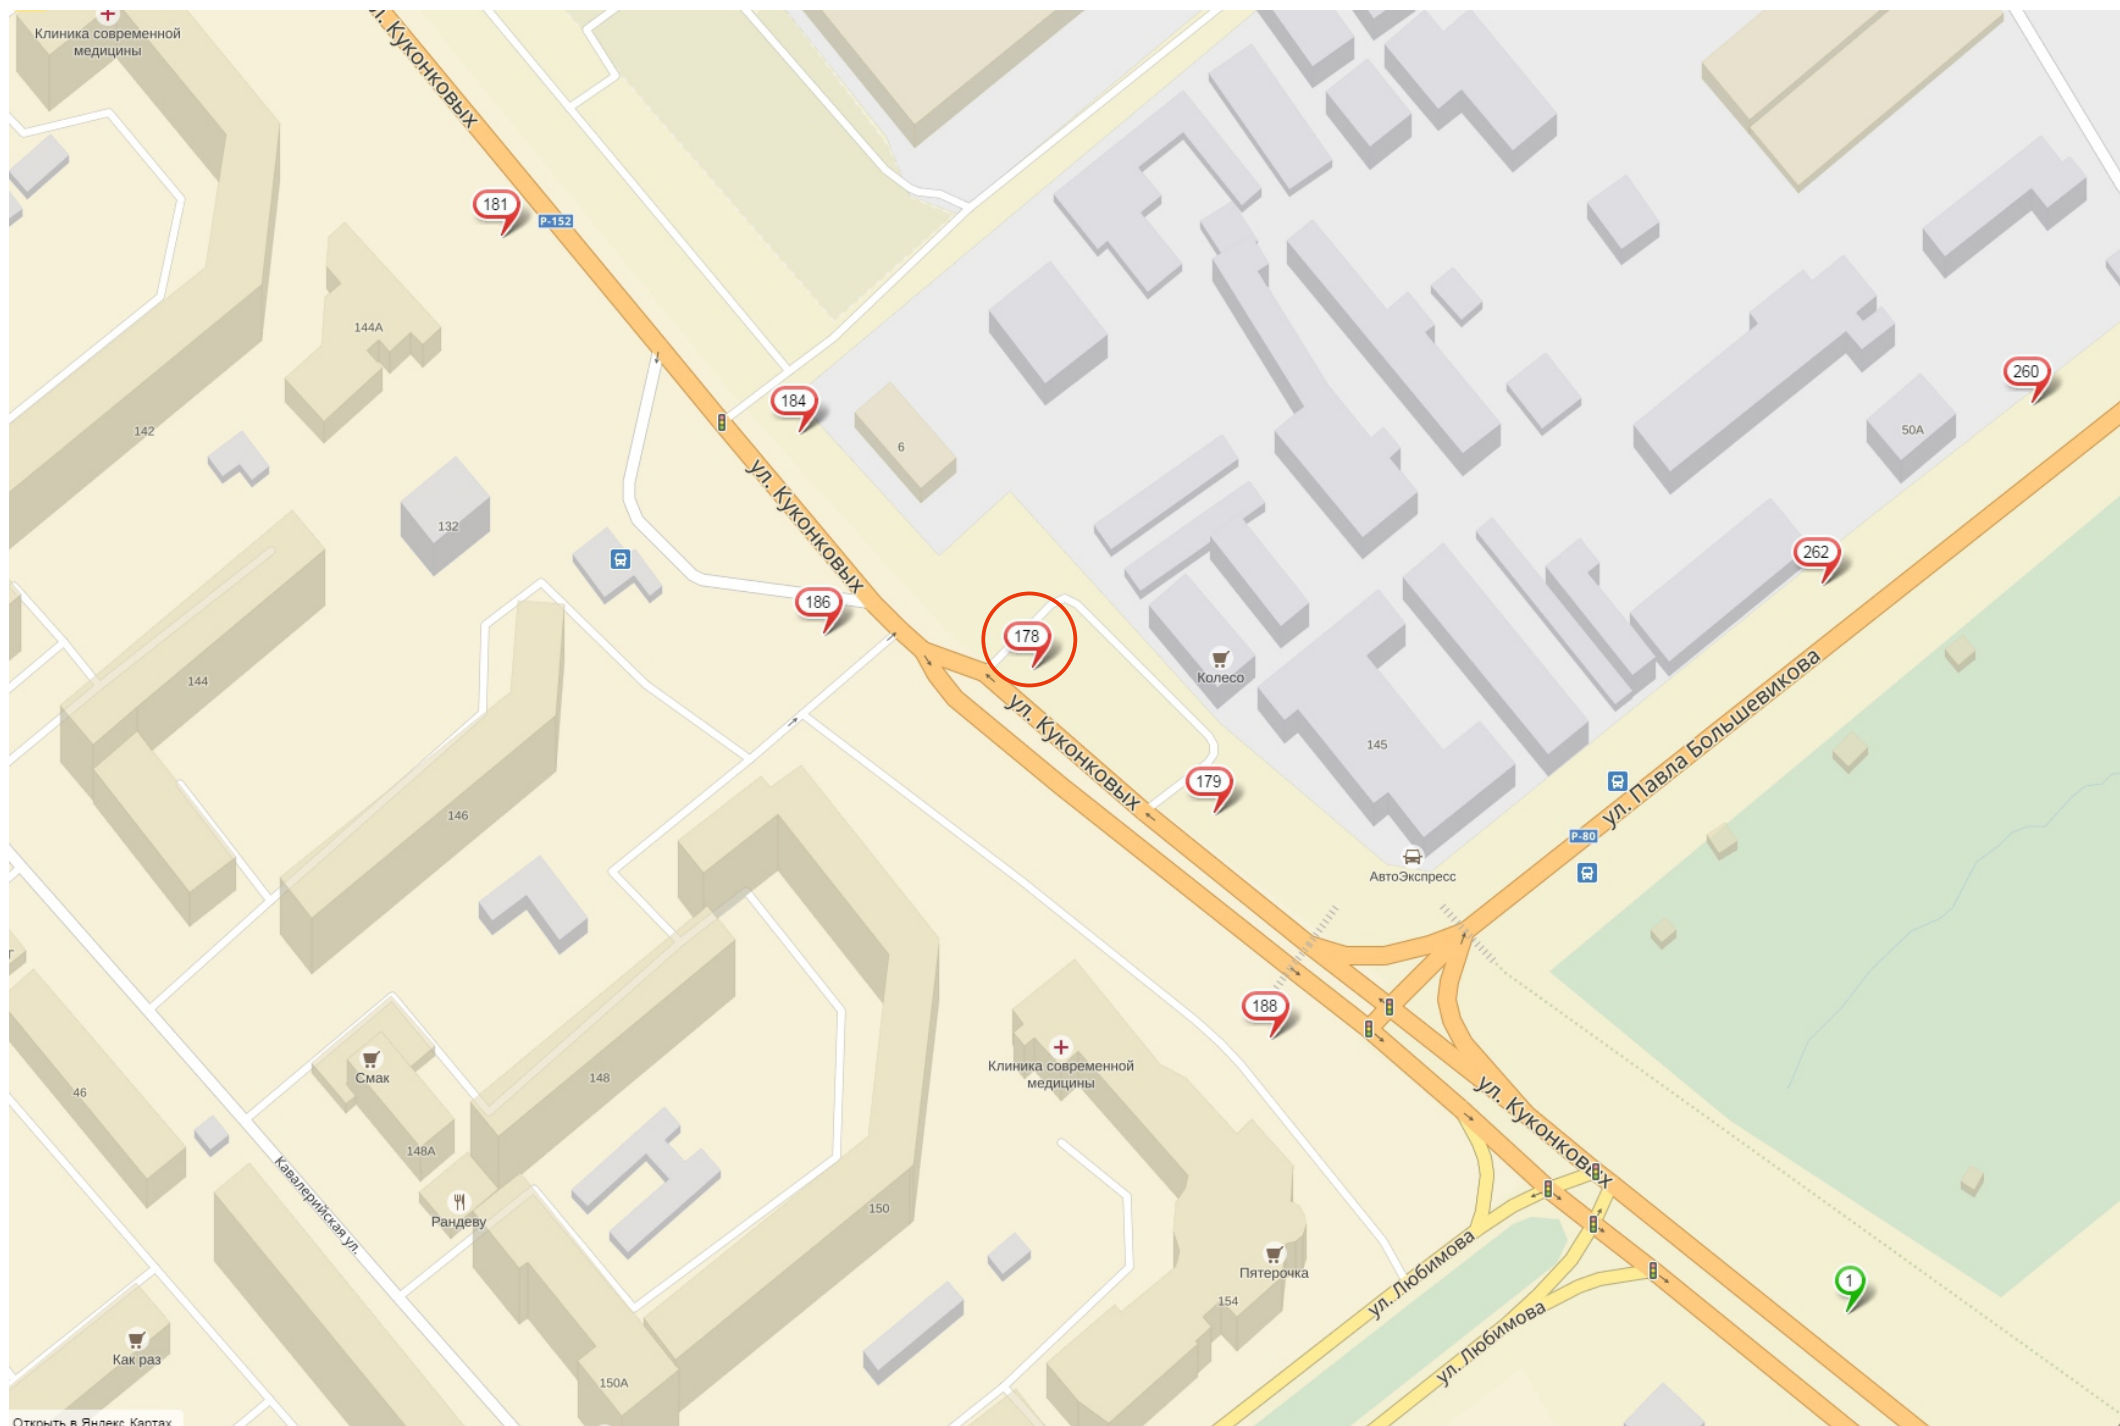 Клиника современной
медицины
ул. Куконковых
181
Р-152
144А
142
184
6
260
50А
132
ул. Куконковых
262
186
178
Колесо
144
145
ул. Куконковых
179
146
ул. Павла Большевикова
Р-80
АвтоЭкспресс
188
Клиника современной
медицины
Смак
148
46
148А
ул. Куконковых
Кавалерийская ул.
Рандеву
150
ул. Любимова
Пятерочка
154
1
ул. Любимова
Как раз
150А
Открыть в Яндекс.Картах